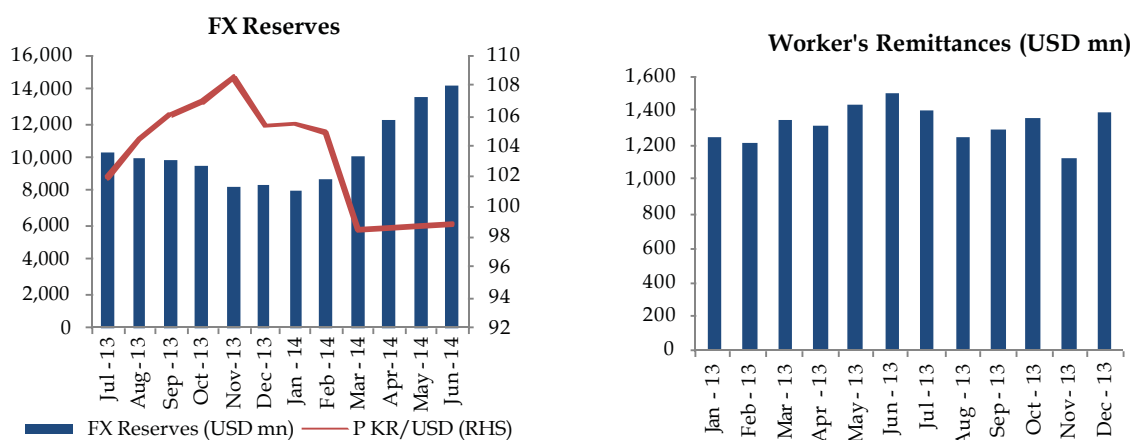 FX Reserves
16,000
14,000
12,000
10,000
8,000
6,000
4,000
2,000
0
110
108
106
104
102
100
98
96
94
92
Jul - 13
Aug - 13
Sep - 13
Oct - 13
Nov- 13
Dec - 13
Jan - 14
Feb - 14
Mar - 14
Apr- 14
May - 14
Jun - 14
FX Reserves (USD mn)
P KR/USD (RHS)
Worker's Remittances (USD mn)
1,600
1,400
1,200
1,000
800
600
400
200
0
Jan - 13
Feb - 13
Mar - 13
Apr - 13
May - 13
Jun - 13
Jul - 13
Aug - 13
Sep - 13
Oct - 13
Nov- 13
Dec - 13